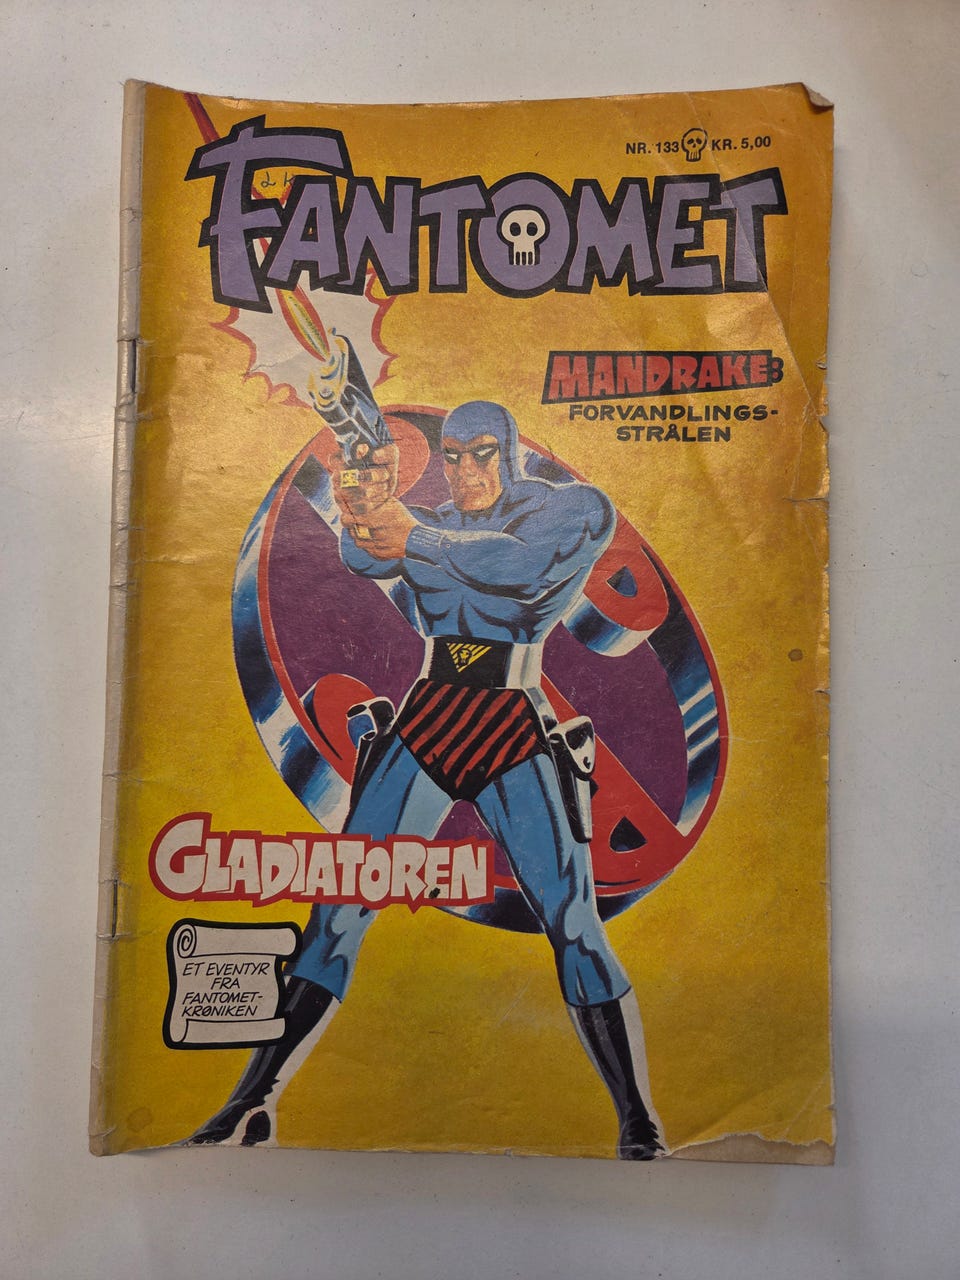 NR. 133 KR. 5,00
FANTOMET
MANDRAKE:
FORVANDLINGS-
STRÅLEN
GLADIATOREN
ET EVENTYR
FRA
FANTOMET-
KRØNIKEN